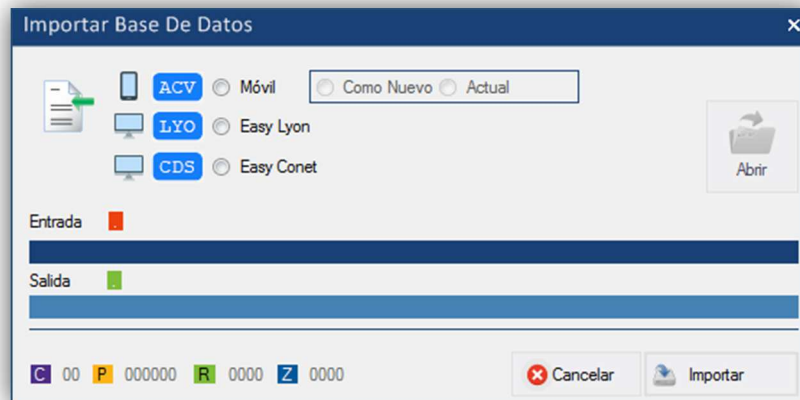 Importar Base De Datos
ACV Móvil Como Nuevo Actual
LYO Easy Lyon
CDS Easy Conet
Abrir
Entrada .
Salida .
C 00 P 000000 R 0000 Z 0000 Cancelar Importar